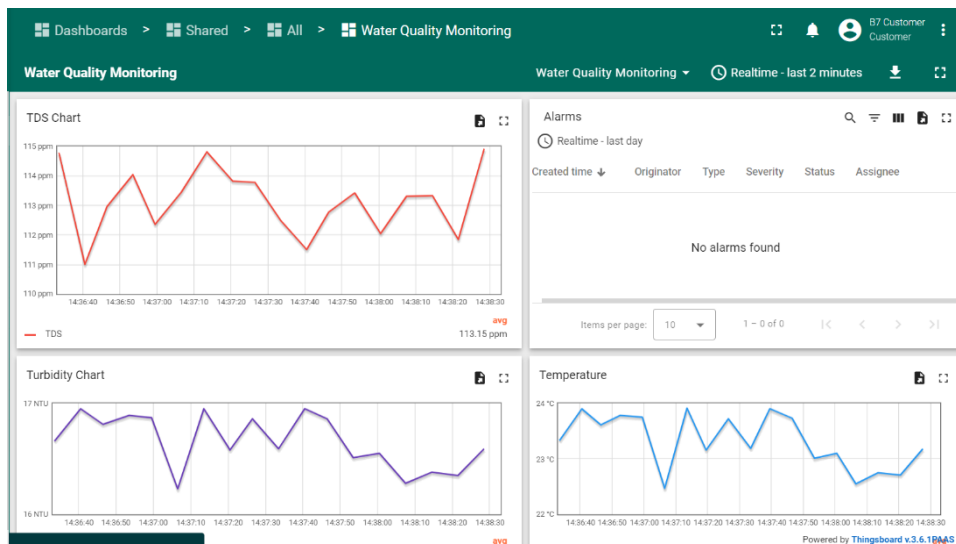 Dashboards > Shared > All > Water Quality Monitoring
B7 Customer
Customer
Water Quality Monitoring
Water Quality Monitoring
Realtime - last 2 minutes
TDS Chart
115 ppm
114 ppm
113 ppm
112 ppm
111 ppm
110 ppm
14:36:40 14:36:50 14:37:00 14:37:10 14:37:20 14:37:30 14:37:40 14:37:50 14:38:00 14:38:10 14:38:20 14:38:30
avg
TDS 113.15 ppm
Alarms
Realtime - last day
Created time Originator Type Severity Status Assignee
No alarms found
Items per page: 10 1 – 0 of 0
Turbidity Chart
17 NTU
16 NTU
14:36:40 14:36:50 14:37:00 14:37:10 14:37:20 14:37:30 14:37:40 14:37:50 14:38:00 14:38:10 14:38:20 14:38:30
avg
Temperature
24 °C
23 °C
22 °C
14:36:40 14:36:50 14:37:00 14:37:10 14:37:20 14:37:30 14:37:40 14:37:50 14:38:00 14:38:10 14:38:20 14:38:30
Powered by Thingsboard v.3.6.1PAAS